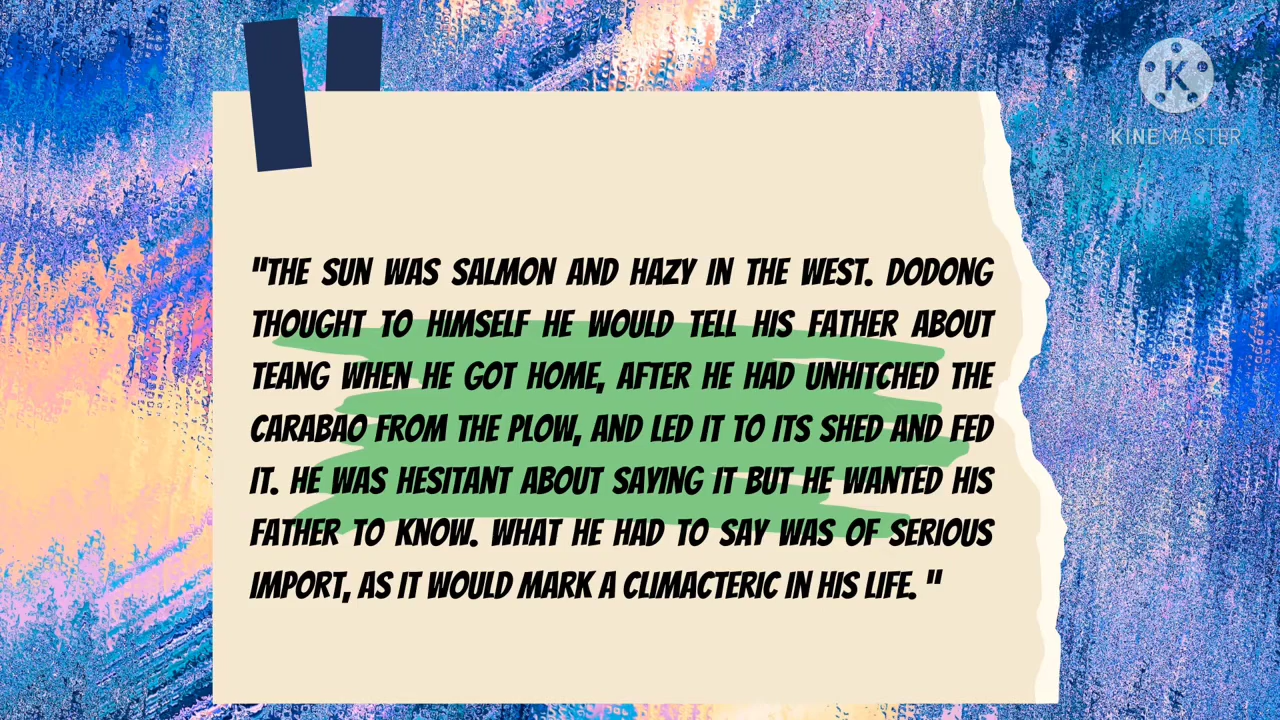 KINEMASTER
"THE SUN WAS SALMON AND HAZY IN THE WEST. DODONG
THOUGHT TO HIMSELF HE WOULD TELL HIS FATHER ABOUT
TEANG WHEN HE GOT HOME, AFTER HE HAD UNHITCHED THE
CARABAO FROM THE PLOW, AND LED IT TO ITS SHED AND FED
IT. HE WAS HESITANT ABOUT SAYING IT BUT HE WANTED HIS
FATHER TO KNOW. WHAT HE HAD TO SAY WAS OF SERIOUS
IMPORT, AS IT WOULD MARK A CLIMACTERIC IN HIS LIFE. "